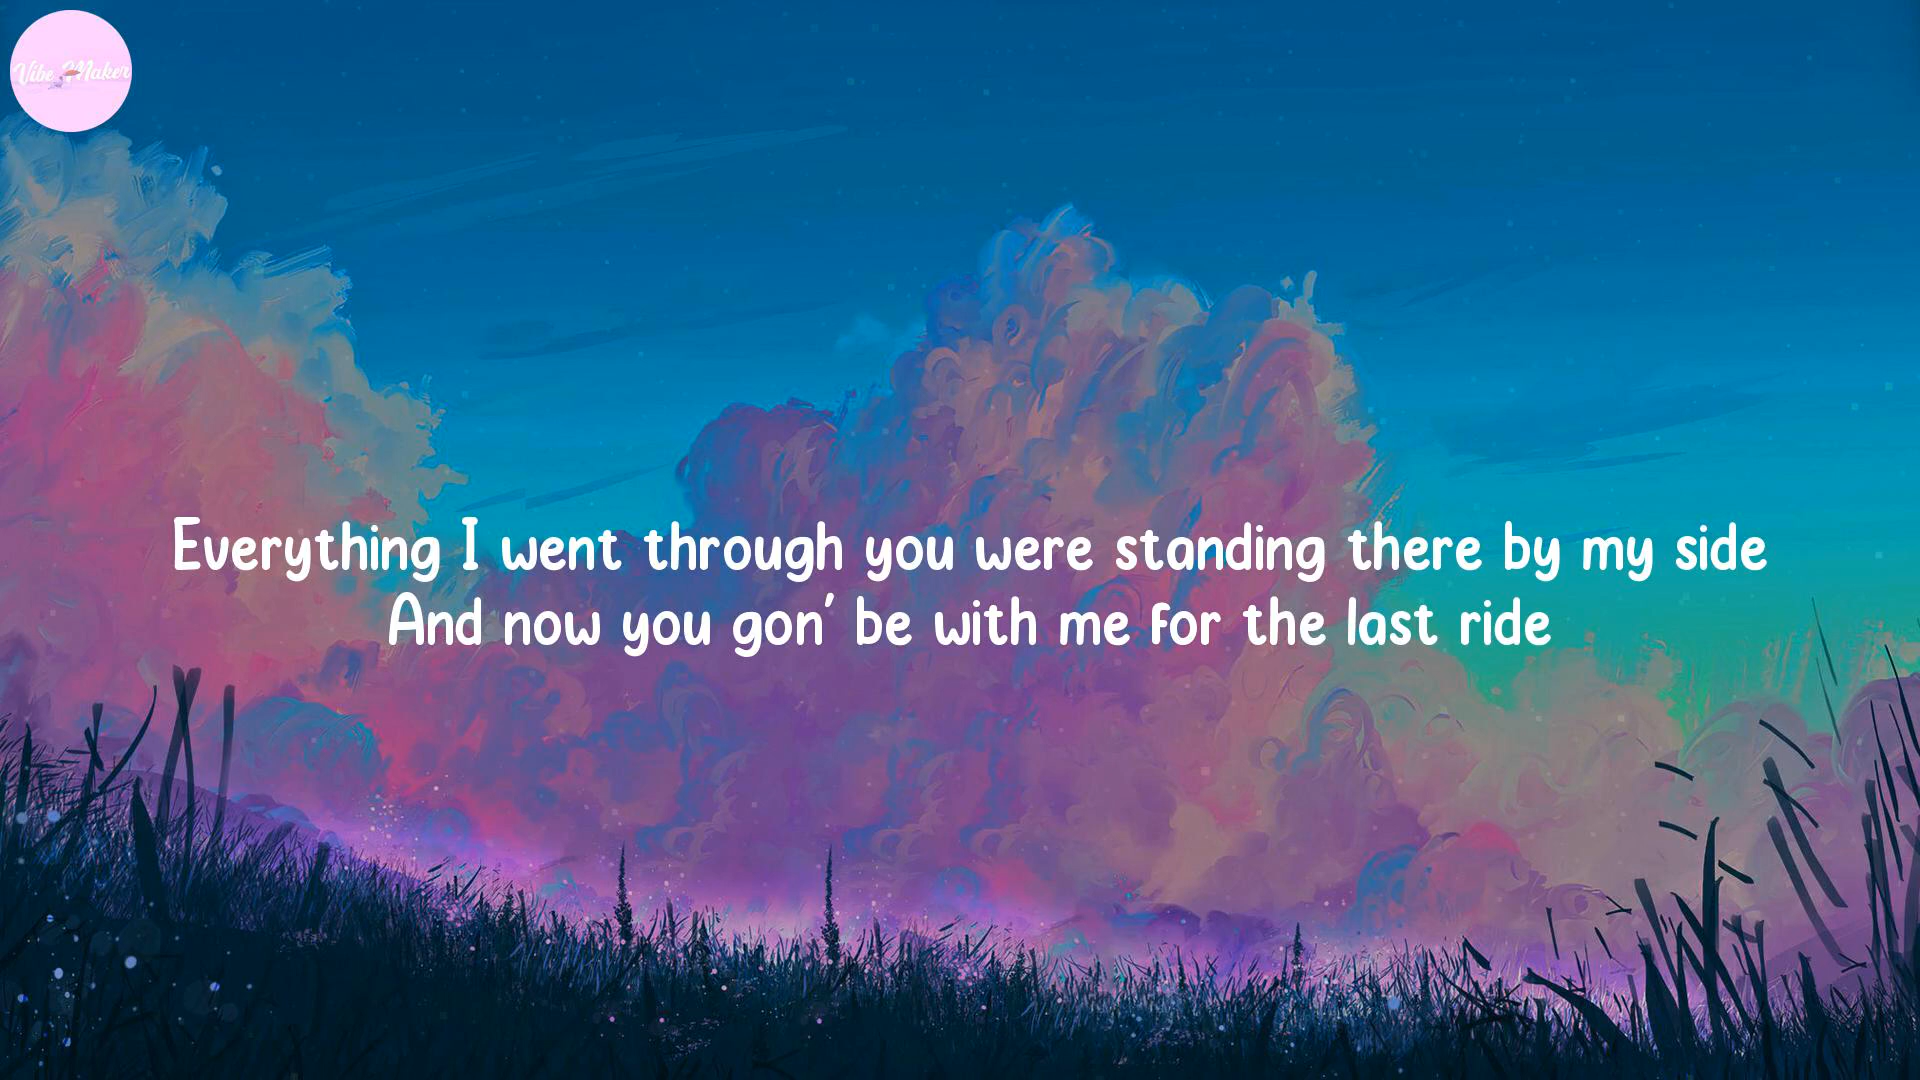 Vibe Maker
Everything I went through you were standing there by my side
And now you gon' be with me for the last ride